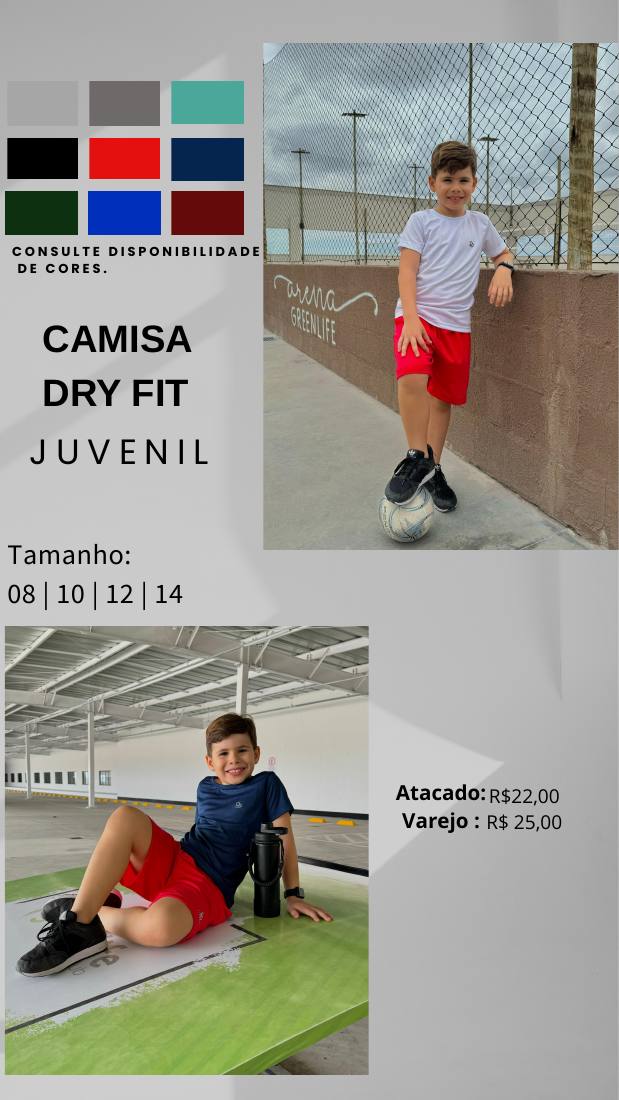 CONSULTE DISPONIBILIDADE
DE CORES.
CAMISA
DRY FIT
JUVENIL
arena
GREENLIFE
Tamanho:
08 | 10 | 12 | 14
Atacado: R$22,00
Varejo : R$ 25,00